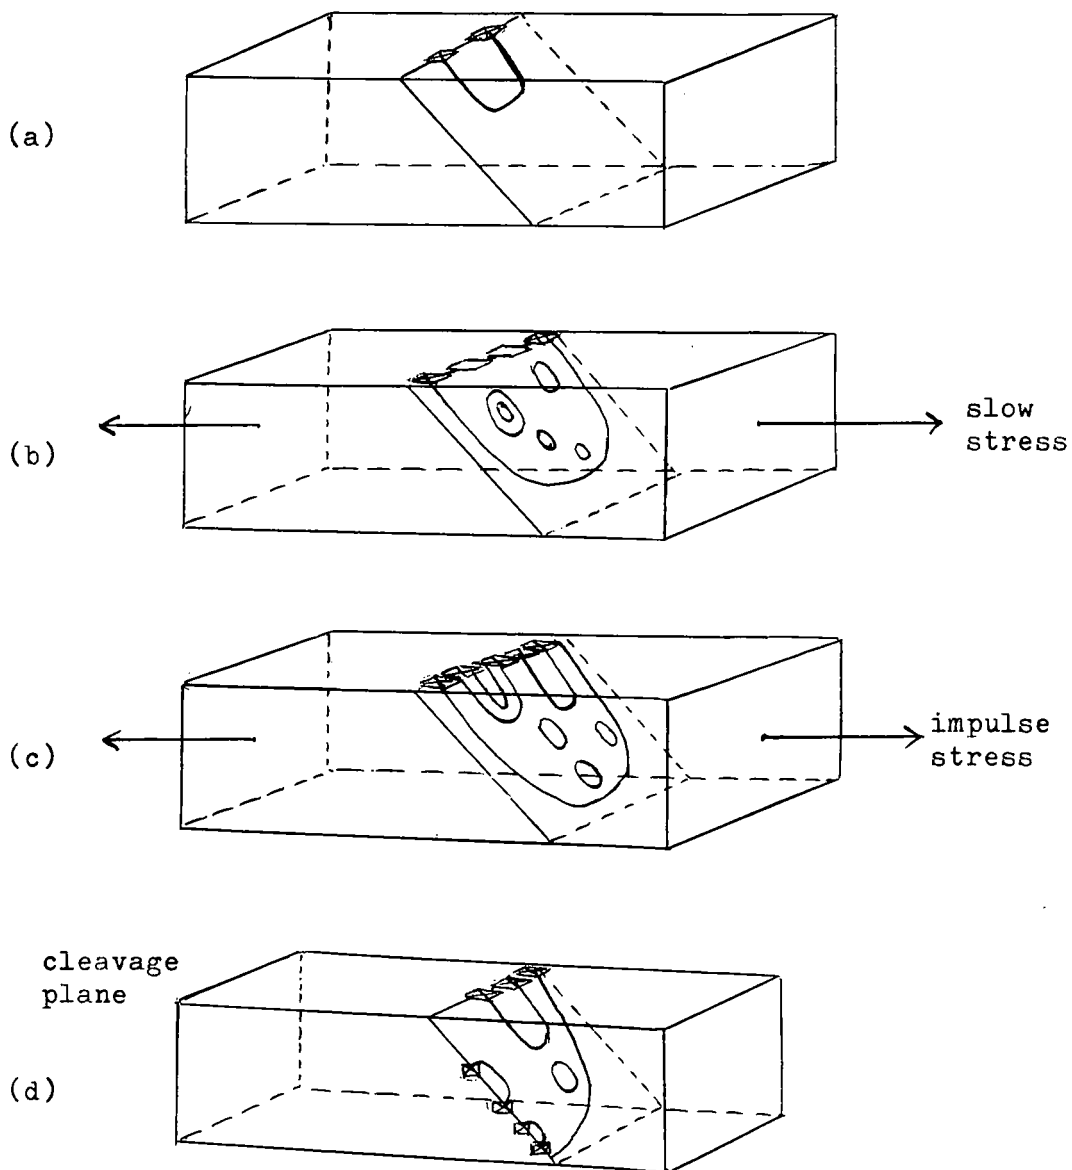 (a)
(b)
slow
stress
(c)
impulse
stress
cleavage
plane
(d)